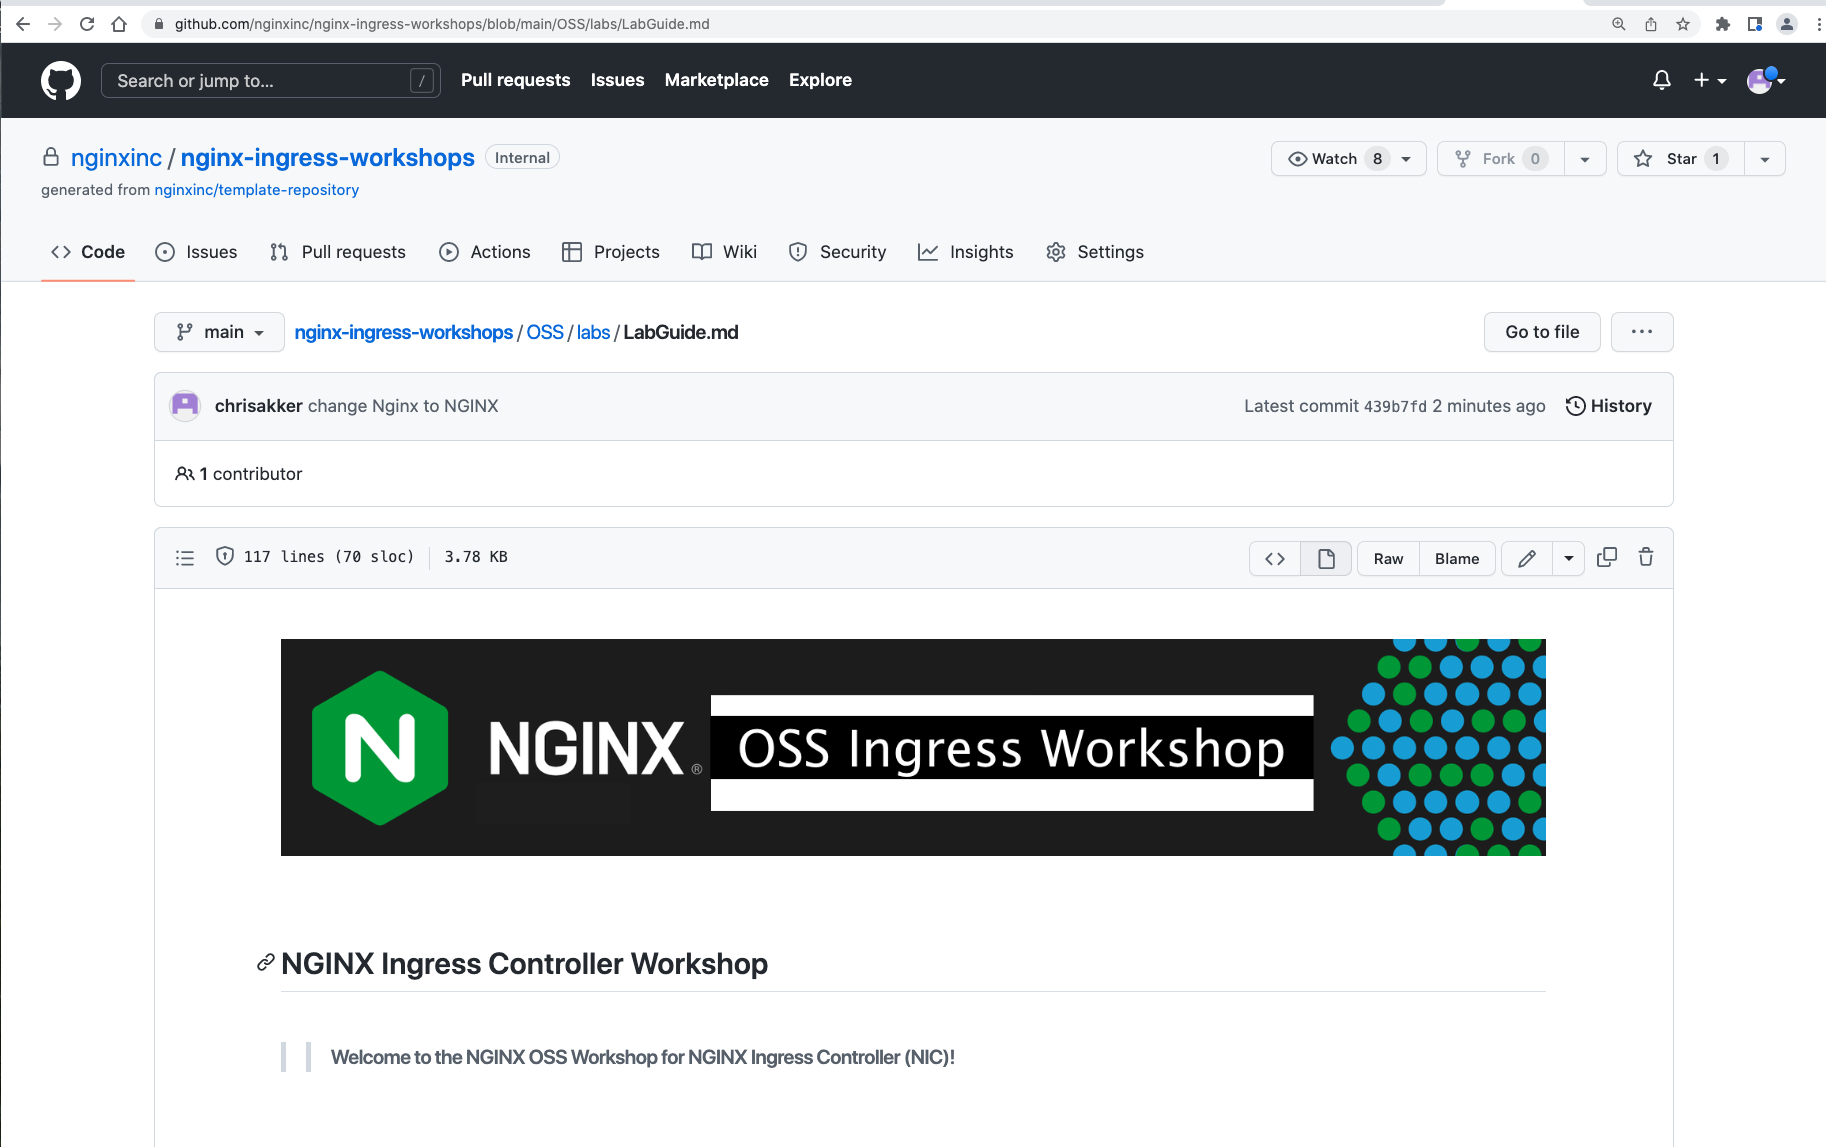 github.com/nginxinc/nginx-ingress-workshops/blob/main/OSS/labs/LabGuide.md
Search or jump to... /
Pull requests Issues Marketplace Explore
nginxinc / nginx-ingress-workshops Internal
Watch 8 Fork 0 Star 1
generated from nginxinc/template-repository
Code Issues Pull requests Actions Projects Wiki Security Insights Settings
main nginx-ingress-workshops / OSS / labs / LabGuide.md Go to file ...
chrisakker change Nginx to NGINX Latest commit 439b7fd 2 minutes ago History
1 contributor
117 lines (70 sloc) 3.78 KB Raw Blame
N NGINX ® OSS Ingress Workshop
NGINX Ingress Controller Workshop
Welcome to the NGINX OSS Workshop for NGINX Ingress Controller (NIC)!